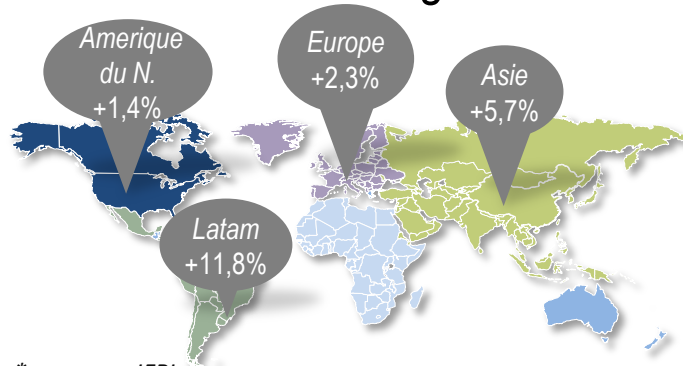 Amerique
du N.
+1,4%
Europe
+2,3%
Asie
+5,7%
Latam
+11,8%